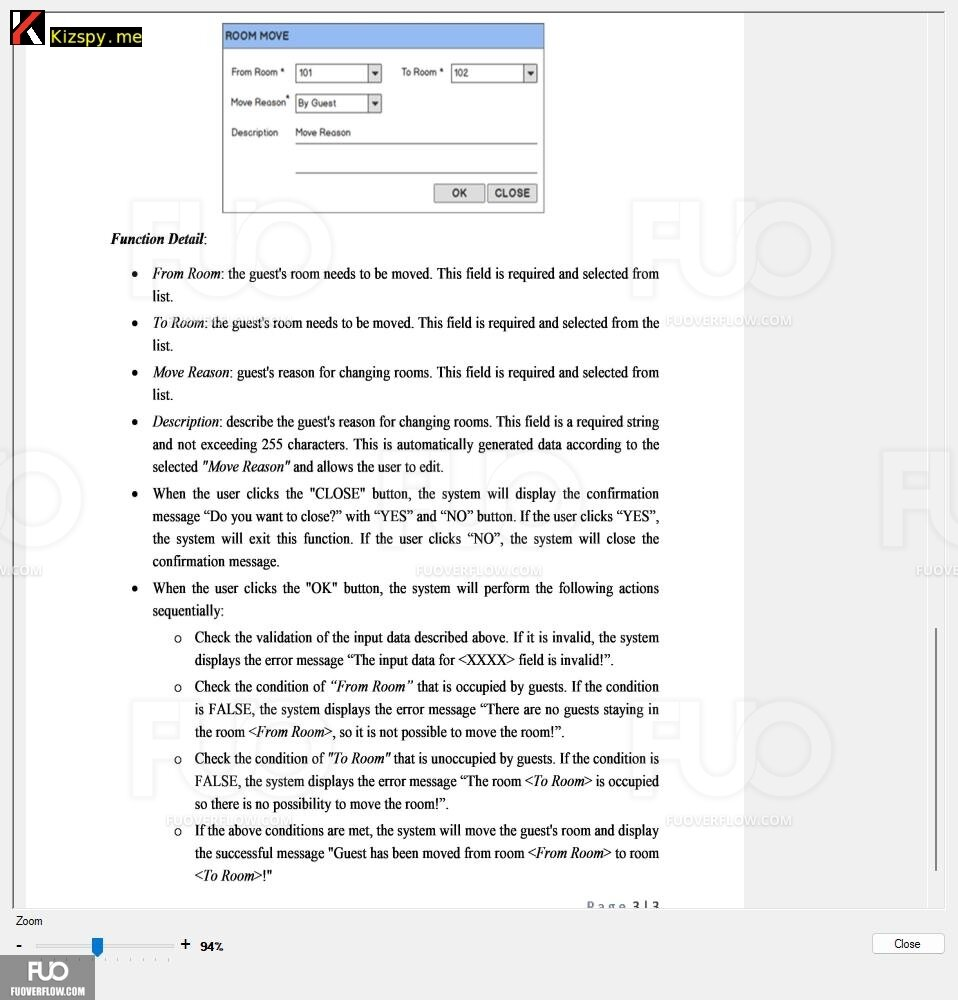 Kizspy.me
ROOM MOVE
From Room * 101 To Room * 102
Move Reason* By Guest
Description Move Reason
OK CLOSE
Function Detail:
• From Room: the guest's room needs to be moved. This field is required and selected from
list.
• To Room: the guest's room needs to be moved. This field is required and selected from the
list.
FUOVERFLOW.COM FUOVERFLOW.COM
• Move Reason: guest's reason for changing rooms. This field is required and selected from
list.
• Description: describe the guest's reason for changing rooms. This field is a required string
and not exceeding 255 characters. This is automatically generated data according to the
selected "Move Reason" and allows the user to edit.
• When the user clicks the "CLOSE" button, the system will display the confirmation
message “Do you want to close?” with “YES” and “NO” button. If the user clicks “YES”,
the system will exit this function. If the user clicks “NO”, the system will close the
confirmation message.
W.COM FUOVERFLOW.COM FUOV
• When the user clicks the "OK" button, the system will perform the following actions
sequentially:
o Check the validation of the input data described above. If it is invalid, the system
displays the error message “The input data for <XXXX> field is invalid!”.
o Check the condition of “From Room” that is occupied by guests. If the condition
is FALSE, the system displays the error message “There are no guests staying in
the room <From Room>, so it is not possible to move the room!”.
o Check the condition of "To Room" that is unoccupied by guests. If the condition is
FALSE, the system displays the error message “The room <To Room> is occupied
so there is no possibility to move the room!”.
FUOVERFLOW.COM FUOVERFLOW.COM
o If the above conditions are met, the system will move the guest's room and display
the successful message "Guest has been moved from room <From Room> to room
<To Room>!"
Page 3|3
Zoom
- + 94%
Close
FUO
FUOVERFLOW.COM